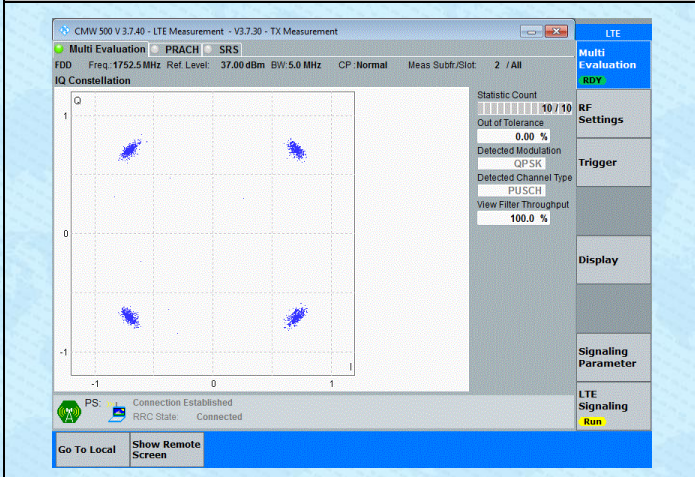 CMW 500 V 3.7.40 - LTE Measurement - V3.7.30 - TX Measurement
LTE
Multi Evaluation PRACH SRS
FDD Freq.: 1752.5 MHz Ref. Level: 37.00 dBm BW: 5.0 MHz CP : Normal Meas Subfr./Slot: 2 / All
IQ Constellation
Q
1
0
-1
-1
0
1
I
Statistic Count
10 / 10
Out of Tolerance
0.00 %
Detected Modulation
QPSK
Detected Channel Type
PUSCH
View Filter Throughput
100.0 %
Multi
Evaluation
RDY
RF
Settings
Trigger
Display
Signaling
Parameter
LTE
Signaling
Run
PS: Connection Established
RRC State: Connected
Go To Local
Show Remote
Screen